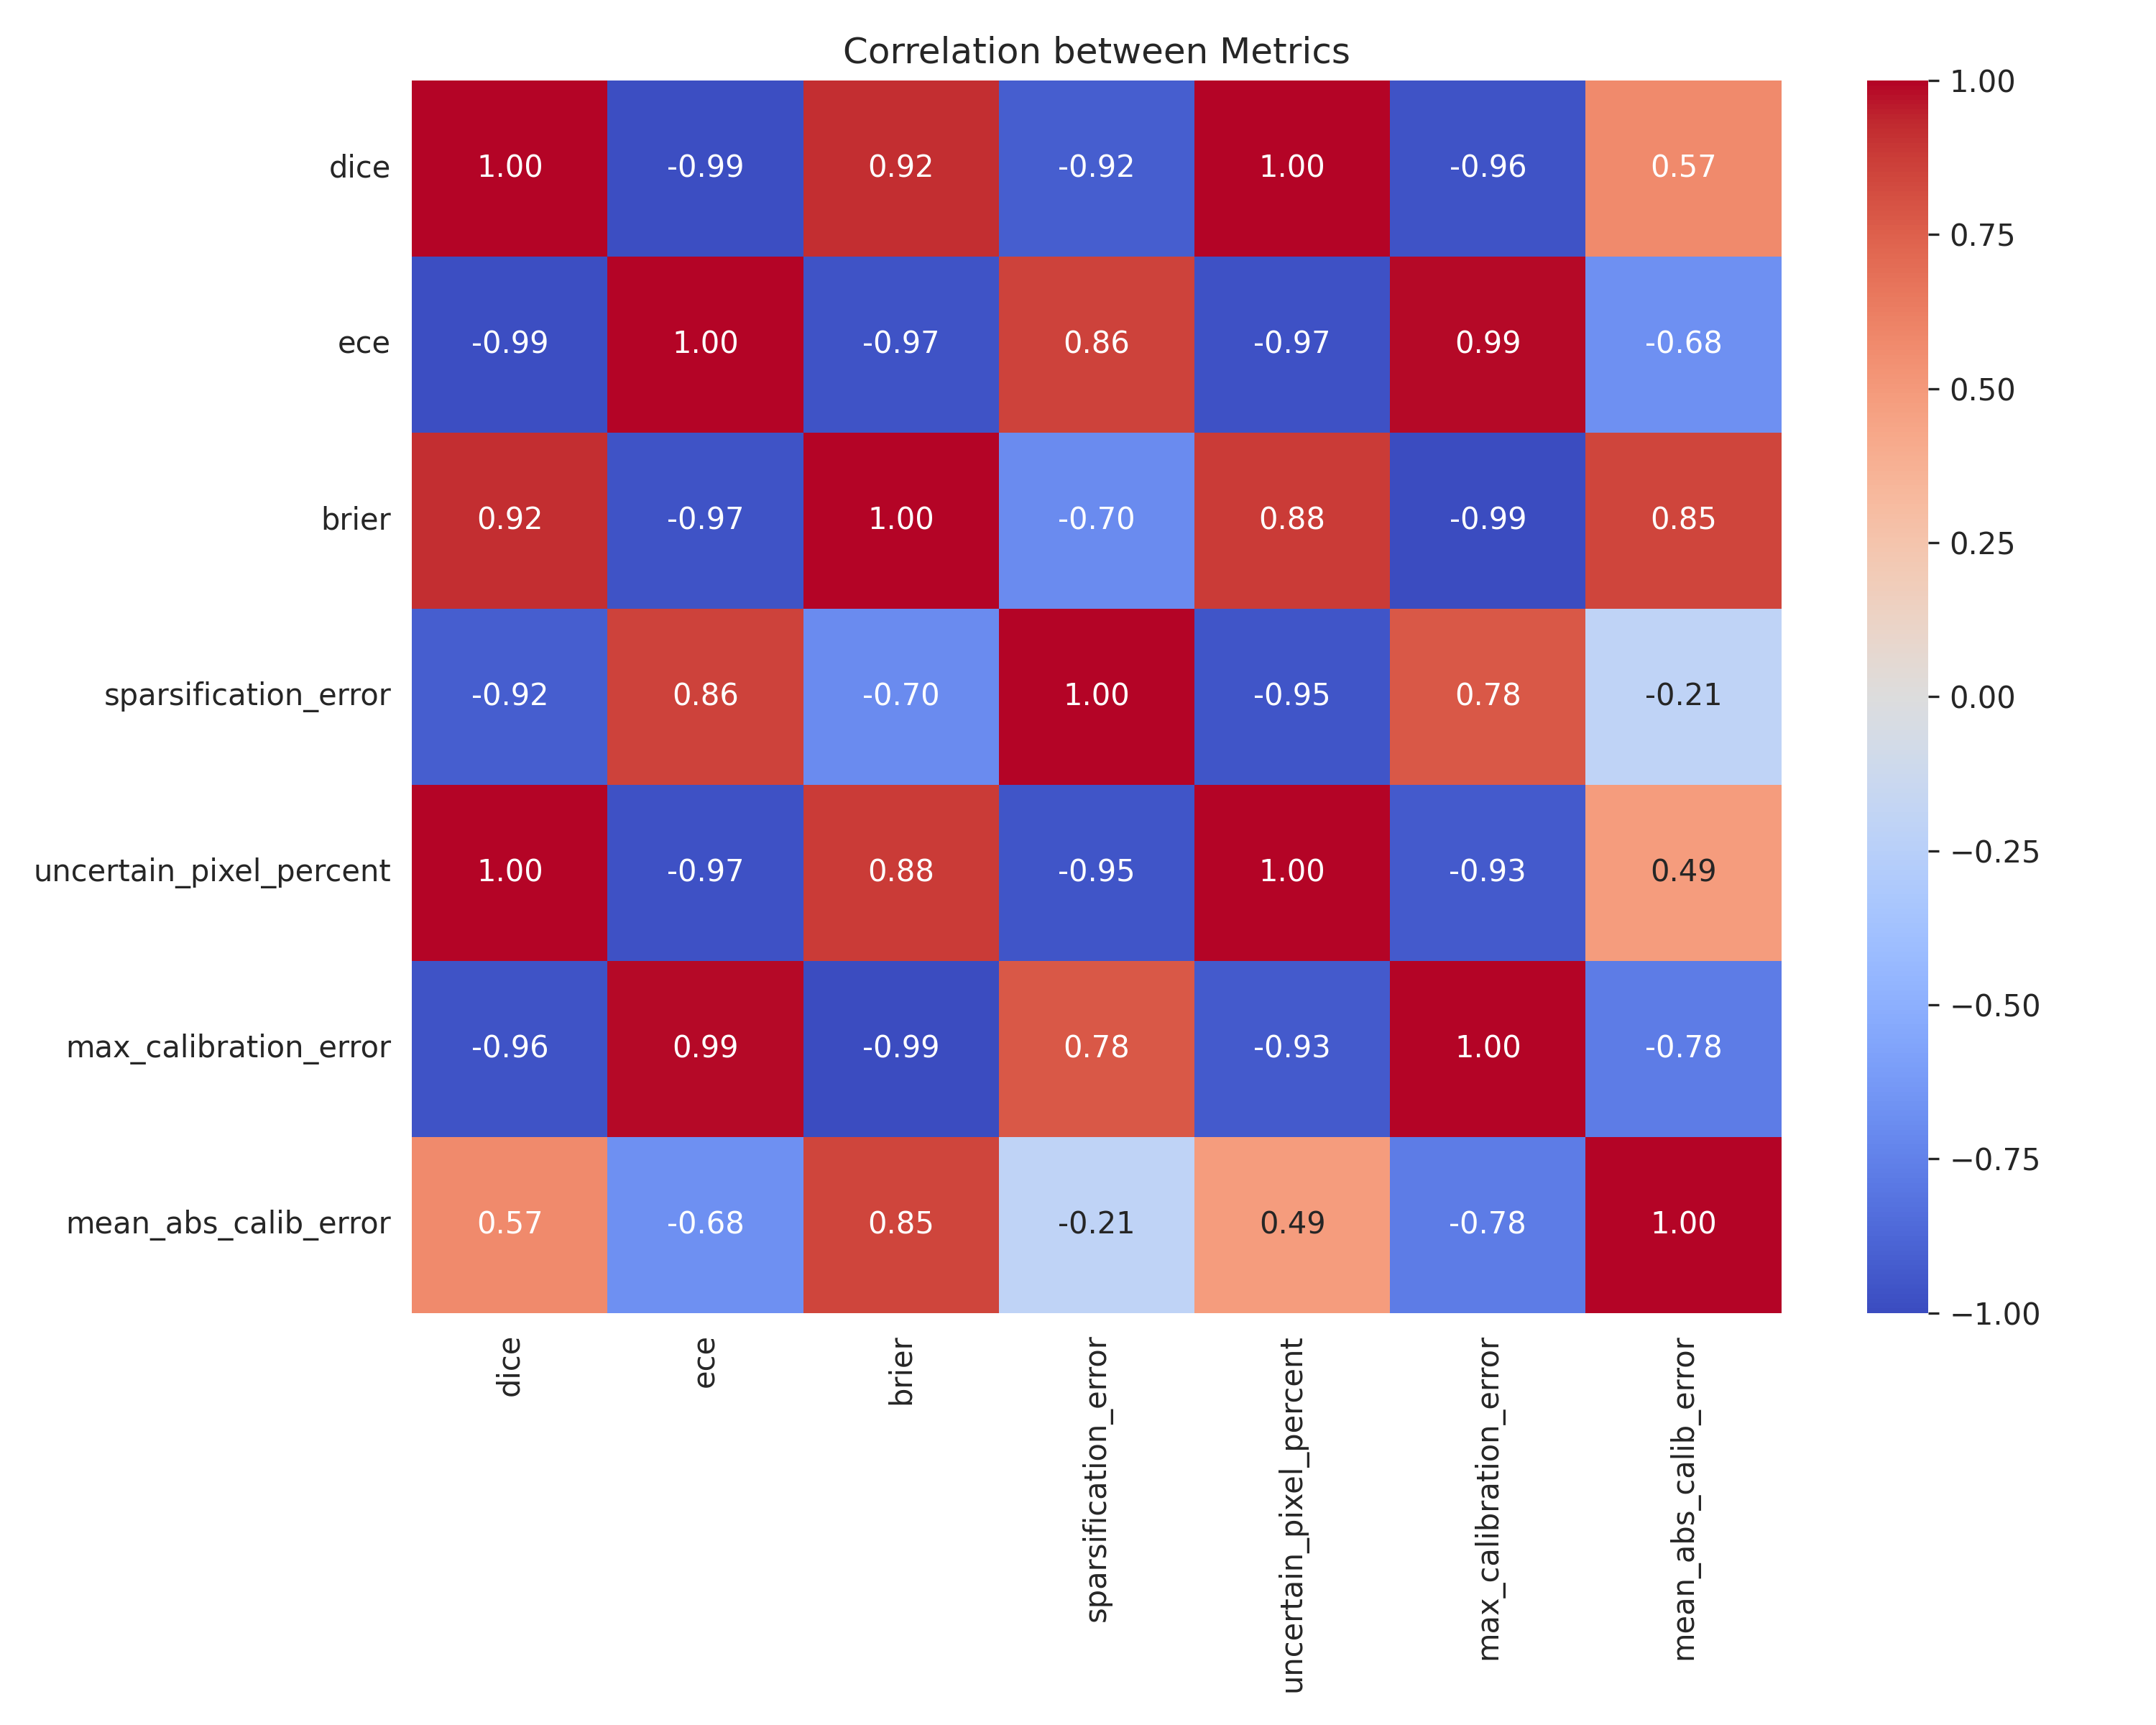 Correlation between Metrics
dice 1.00 -0.99 0.92 -0.92 1.00 -0.96 0.57
ece -0.99 1.00 -0.97 0.86 -0.97 0.99 -0.68
brier 0.92 -0.97 1.00 -0.70 0.88 -0.99 0.85
sparsification_error -0.92 0.86 -0.70 1.00 -0.95 0.78 -0.21
uncertain_pixel_percent 1.00 -0.97 0.88 -0.95 1.00 -0.93 0.49
max_calibration_error -0.96 0.99 -0.99 0.78 -0.93 1.00 -0.78
mean_abs_calib_error 0.57 -0.68 0.85 -0.21 0.49 -0.78 1.00
dice
ece
brier
sparsification_error
uncertain_pixel_percent
max_calibration_error
mean_abs_calib_error
1.00
0.75
0.50
0.25
0.00
−0.25
−0.50
−0.75
−1.00